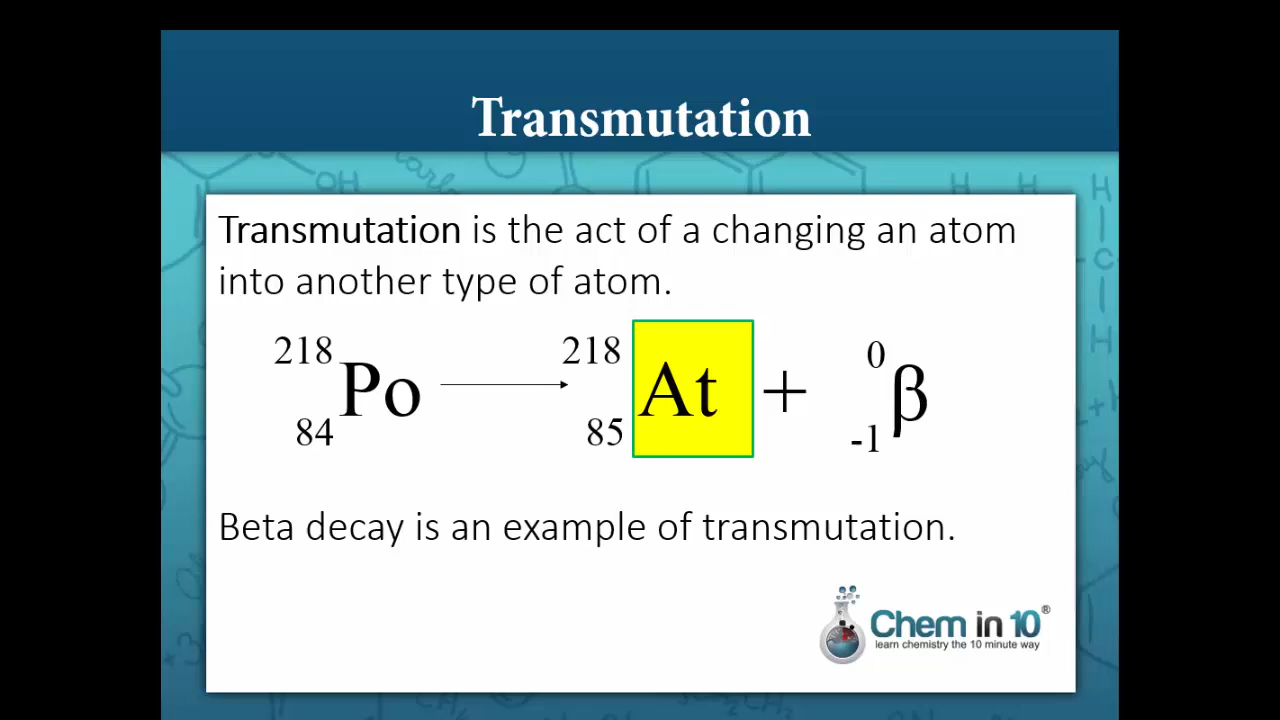 Transmutation
Transmutation is the act of a changing an atom
into another type of atom.
218 84 Po → 218 85 At + 0 -1 β
Beta decay is an example of transmutation.
Chem in 10®
learn chemistry the 10 minute way
OH
H H H
C
H